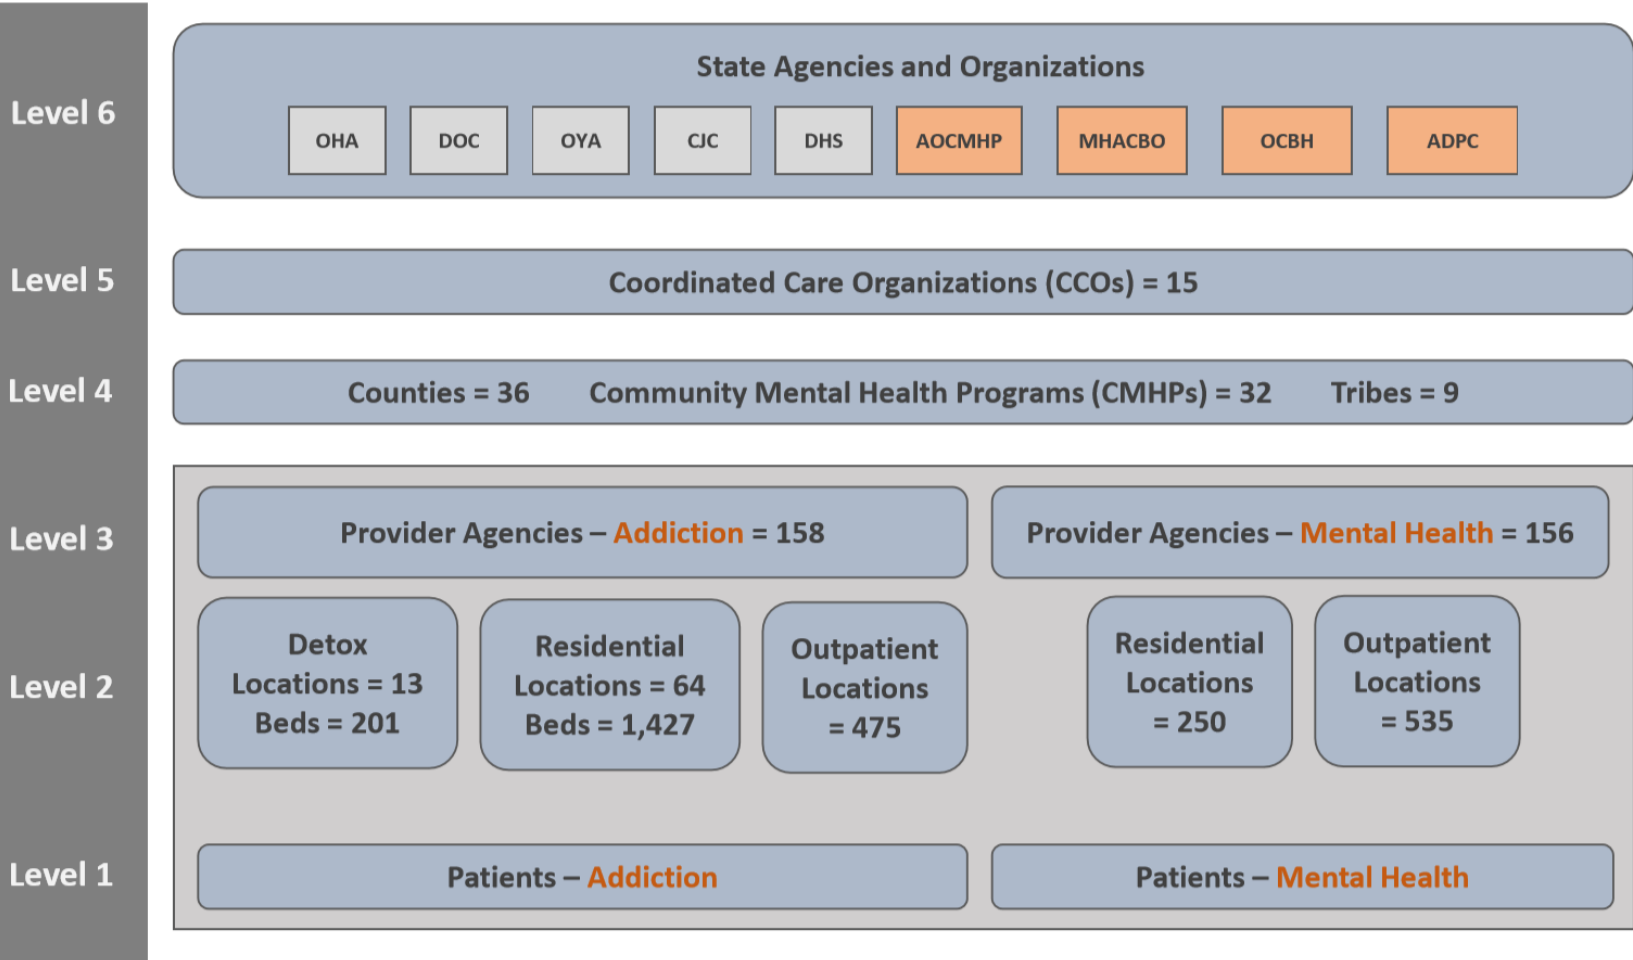 Level 6
State Agencies and Organizations
OHA DOC OYA CJC DHS AOCMHP MHACBO OCBH ADPC
Level 5
Coordinated Care Organizations (CCOs) = 15
Level 4
Counties = 36 Community Mental Health Programs (CMHPs) = 32 Tribes = 9
Level 3
Provider Agencies – Addiction = 158
Provider Agencies – Mental Health = 156
Level 2
Detox
Locations = 13
Beds = 201
Residential
Locations = 64
Beds = 1,427
Outpatient
Locations
= 475
Residential
Locations
= 250
Outpatient
Locations
= 535
Level 1
Patients – Addiction
Patients – Mental Health